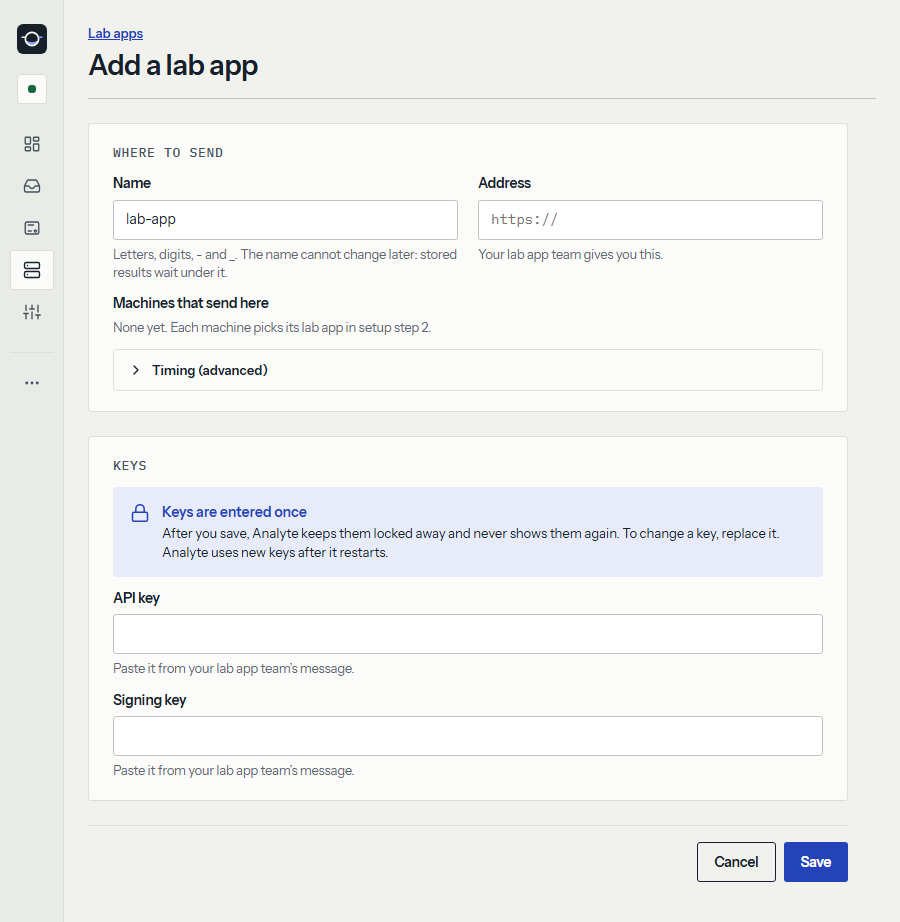 Lab apps
Add a lab app
WHERE TO SEND
Name
lab-app
Letters, digits, - and _. The name cannot change later: stored
results wait under it.
Address
https://
Your lab app team gives you this.
Machines that send here
None yet. Each machine picks its lab app in setup step 2.
Timing (advanced)
KEYS
Keys are entered once
After you save, Analyte keeps them locked away and never shows them again. To change a key, replace it.
Analyte uses new keys after it restarts.
API key
Paste it from your lab app team's message.
Signing key
Paste it from your lab app team's message.
Cancel
Save